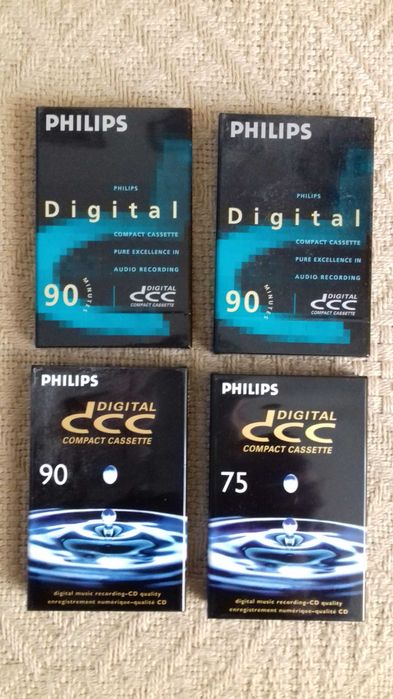 PHILIPS
PHILIPS
Digital
COMPACT CASSETTE
PURE EXCELLENCE IN
AUDIO RECORDING
90 MINUTES
DIGITAL
dcc
COMPACT CASSETTE
PHILIPS
PHILIPS
Digital
COMPACT CASSETTE
PURE EXCELLENCE IN
AUDIO RECORDING
90 MINUTES
DIGITAL
dcc
COMPACT CASSETTE
PHILIPS
DIGITAL
dcc
COMPACT CASSETTE
90
digital music recording-CD quality
enregistrement numérique-qualité CD
PHILIPS
DIGITAL
dcc
COMPACT CASSETTE
75
digital music recording-CD quality
enregistrement numérique-qualité CD